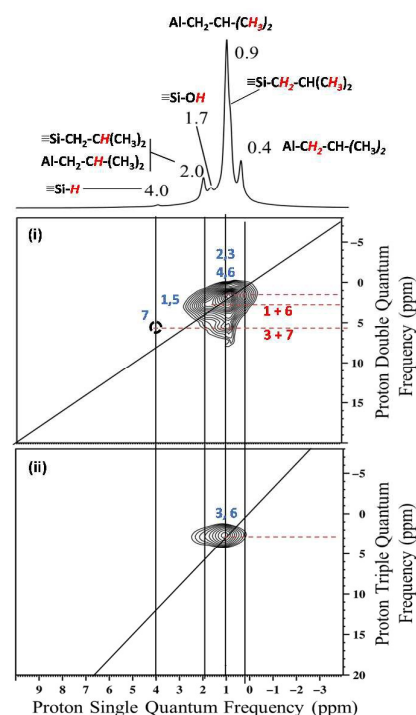 Al-CH₂-CH-(CH₃)₂
0.9
≡Si-OH
≡Si-CH₂-CH(CH₃)₂
1.7
≡Si-CH₂-CH(CH₃)₂
Al-CH₂-CH-(CH₃)₂
2.0
0.4
Al-CH₂-CH-(CH₃)₂
≡Si-H
4.0
(i)
2,3
4,6
1,5
7
1 + 6
3 + 7
-5
0
5
10
15
Proton Double Quantum
Frequency (ppm)
(ii)
3, 6
-5
0
5
10
15
20
Proton Triple Quantum
Frequency (ppm)
9 8 7 6 5 4 3 2 1 0 -1 -2 -3
Proton Single Quantum Frequency (ppm)